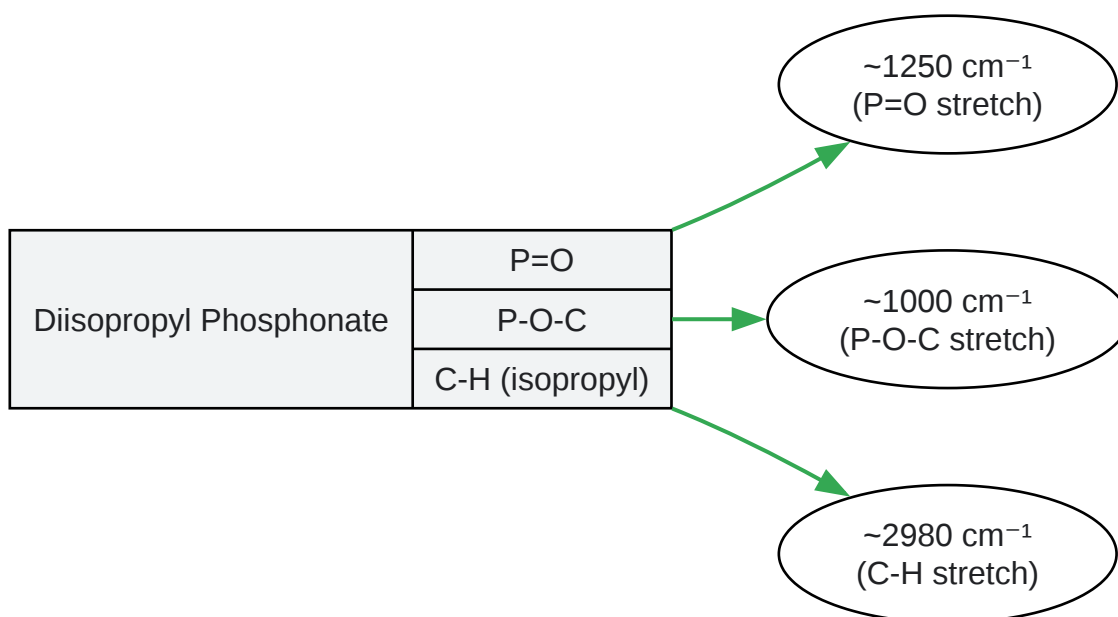 ~1250 cm⁻¹
(P=O stretch)
Diisopropyl Phosphonate
P=O
P-O-C
C-H (isopropyl)
~1000 cm⁻¹
(P-O-C stretch)
~2980 cm⁻¹
(C-H stretch)